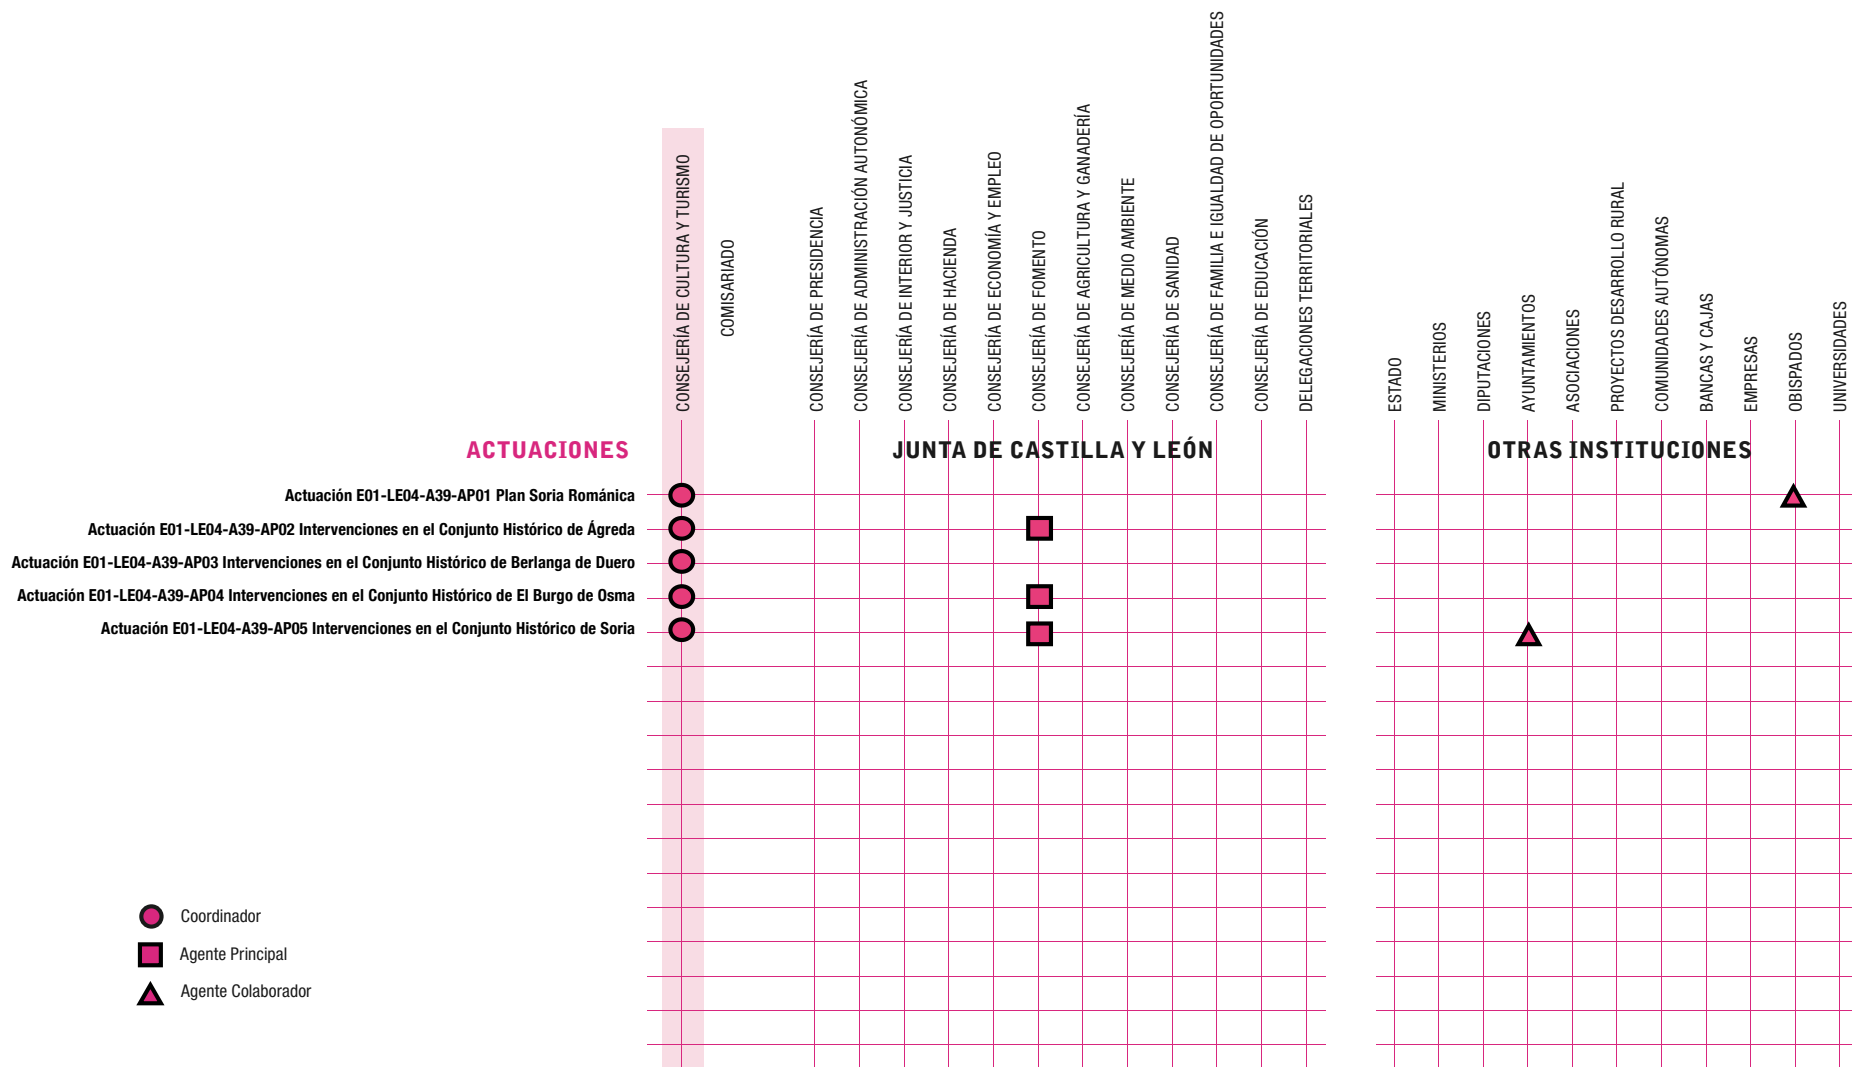 CONSEJERÍA DE CULTURA Y TURISMO
COMISARIADO
CONSEJERÍA DE PRESIDENCIA
CONSEJERÍA DE ADMINISTRACIÓN AUTONÓMICA
CONSEJERÍA DE INTERIOR Y JUSTICIA
CONSEJERÍA DE HACIENDA
CONSEJERÍA DE ECONOMÍA Y EMPLEO
CONSEJERÍA DE FOMENTO
CONSEJERÍA DE AGRICULTURA Y GANADERÍA
CONSEJERÍA DE MEDIO AMBIENTE
CONSEJERÍA DE SANIDAD
CONSEJERÍA DE FAMILIA E IGUALDAD DE OPORTUNIDADES
CONSEJERÍA DE EDUCACIÓN
DELEGACIONES TERRITORIALES
ESTADO
MINISTERIOS
DIPUTACIONES
AYUNTAMIENTOS
ASOCIACIONES
PROYECTOS DESARROLLO RURAL
COMUNIDADES AUTÓNOMAS
BANCAS Y CAJAS
EMPRESAS
OBISPADOS
UNIVERSIDADES
ACTUACIONES
JUNTA DE CASTILLA Y LEÓN
OTRAS INSTITUCIONES
Actuación E01-LE04-A39-AP01 Plan Soria Románica
Actuación E01-LE04-A39-AP02 Intervenciones en el Conjunto Histórico de Ágreda
Actuación E01-LE04-A39-AP03 Intervenciones en el Conjunto Histórico de Berlanga de Duero
Actuación E01-LE04-A39-AP04 Intervenciones en el Conjunto Histórico de El Burgo de Osma
Actuación E01-LE04-A39-AP05 Intervenciones en el Conjunto Histórico de Soria
Coordinador
Agente Principal
Agente Colaborador